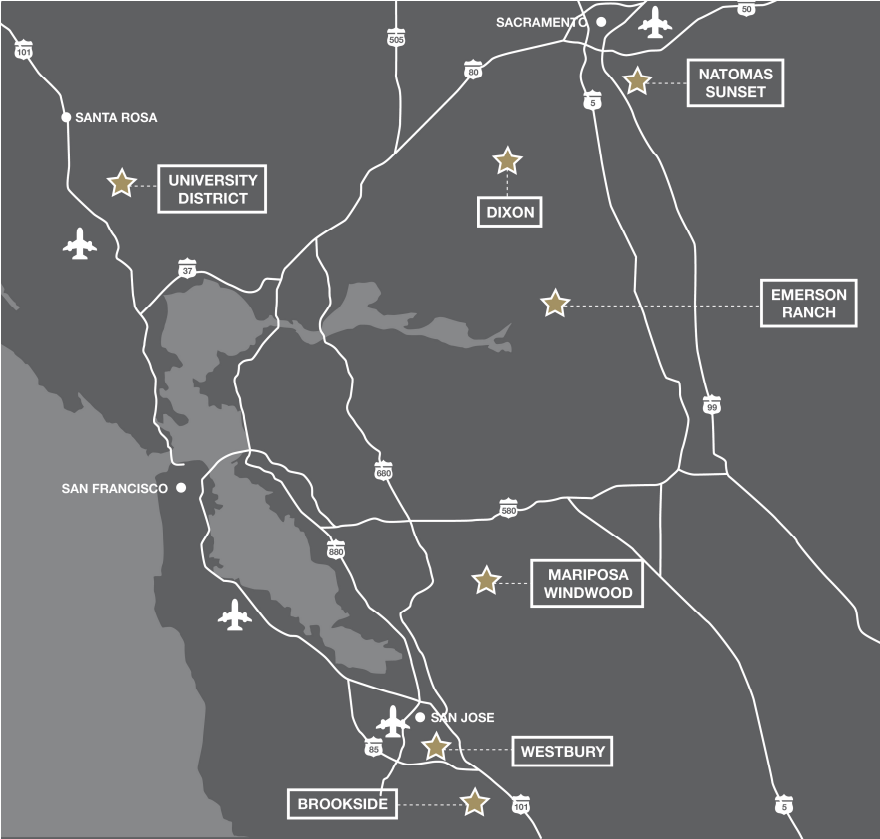 50
SACRAMENTO
101
505
80
NATOMAS
SUNSET
5
SANTA ROSA
UNIVERSITY
DISTRICT
DIXON
37
EMERSON
RANCH
99
680
SAN FRANCISCO
580
880
MARIPOSA
WINDWOOD
SAN JOSE
85
WESTBURY
BROOKSIDE
101
5